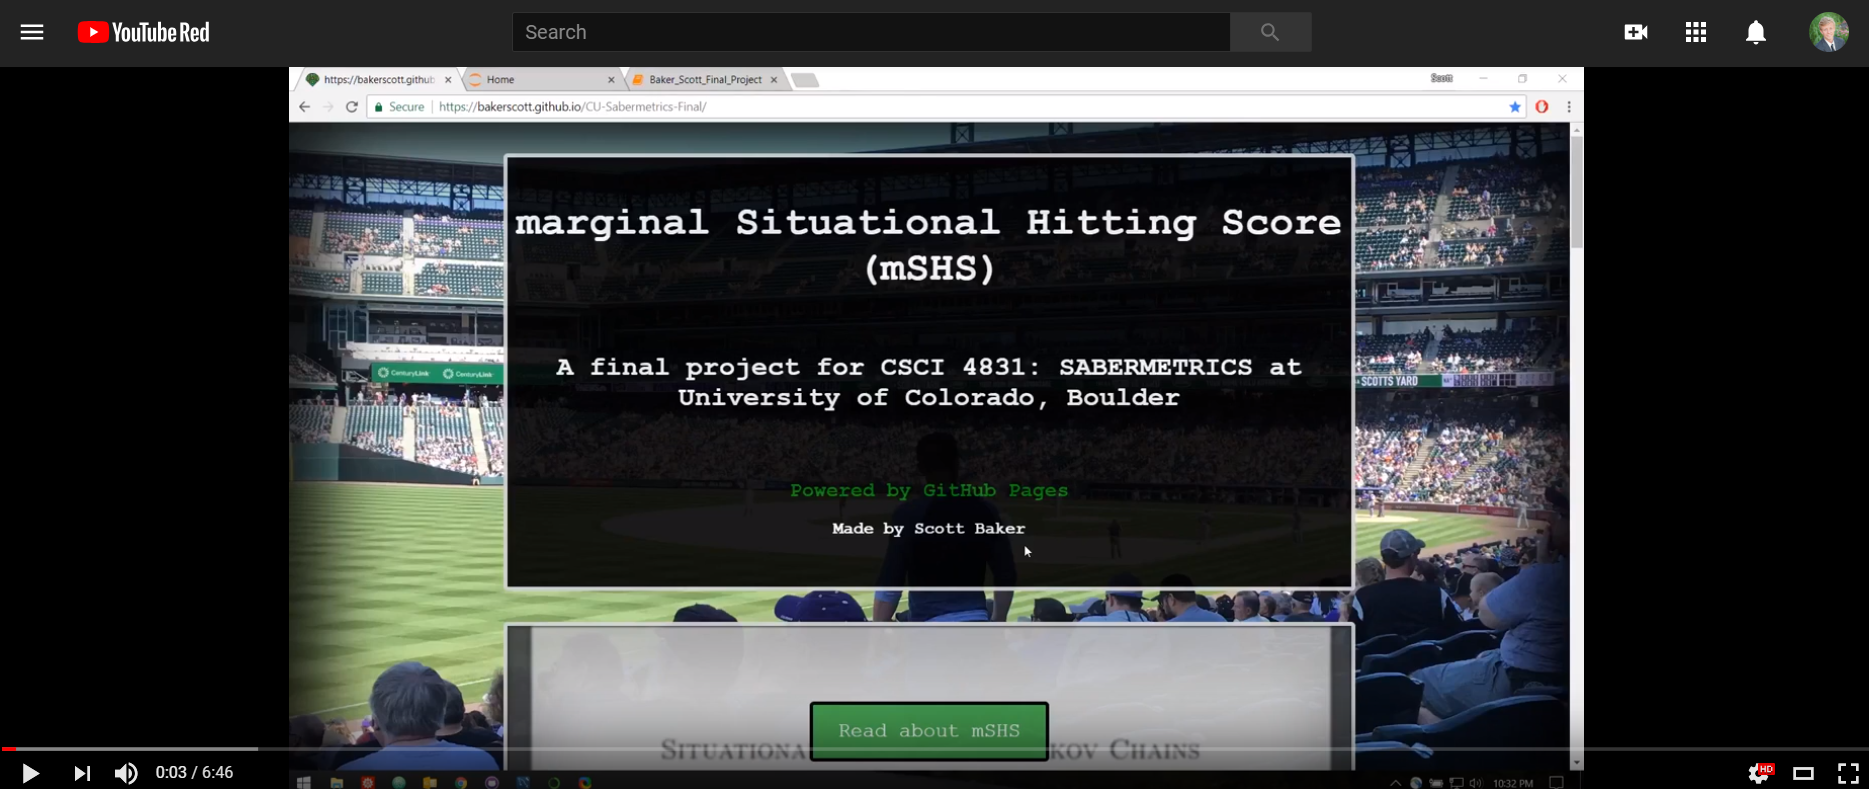 YouTube Red
Search
https://bakerscott.github
Home
Baker_Scott_Final_Project
Scott
Secure
https://bakerscott.github.io/CU-Sabermetrics-Final/
marginal Situational Hitting Score
(mSHS)
A final project for CSCI 4831: SABERMETRICS at
University of Colorado, Boulder
CenturyLink
CenturyLink
SCOTTS YARD
Powered by GitHub Pages
Made by Scott Baker
Read about mSHS
SITUATIONA KOV CHAINS
0:03 / 6:46
HD
10:32 PM